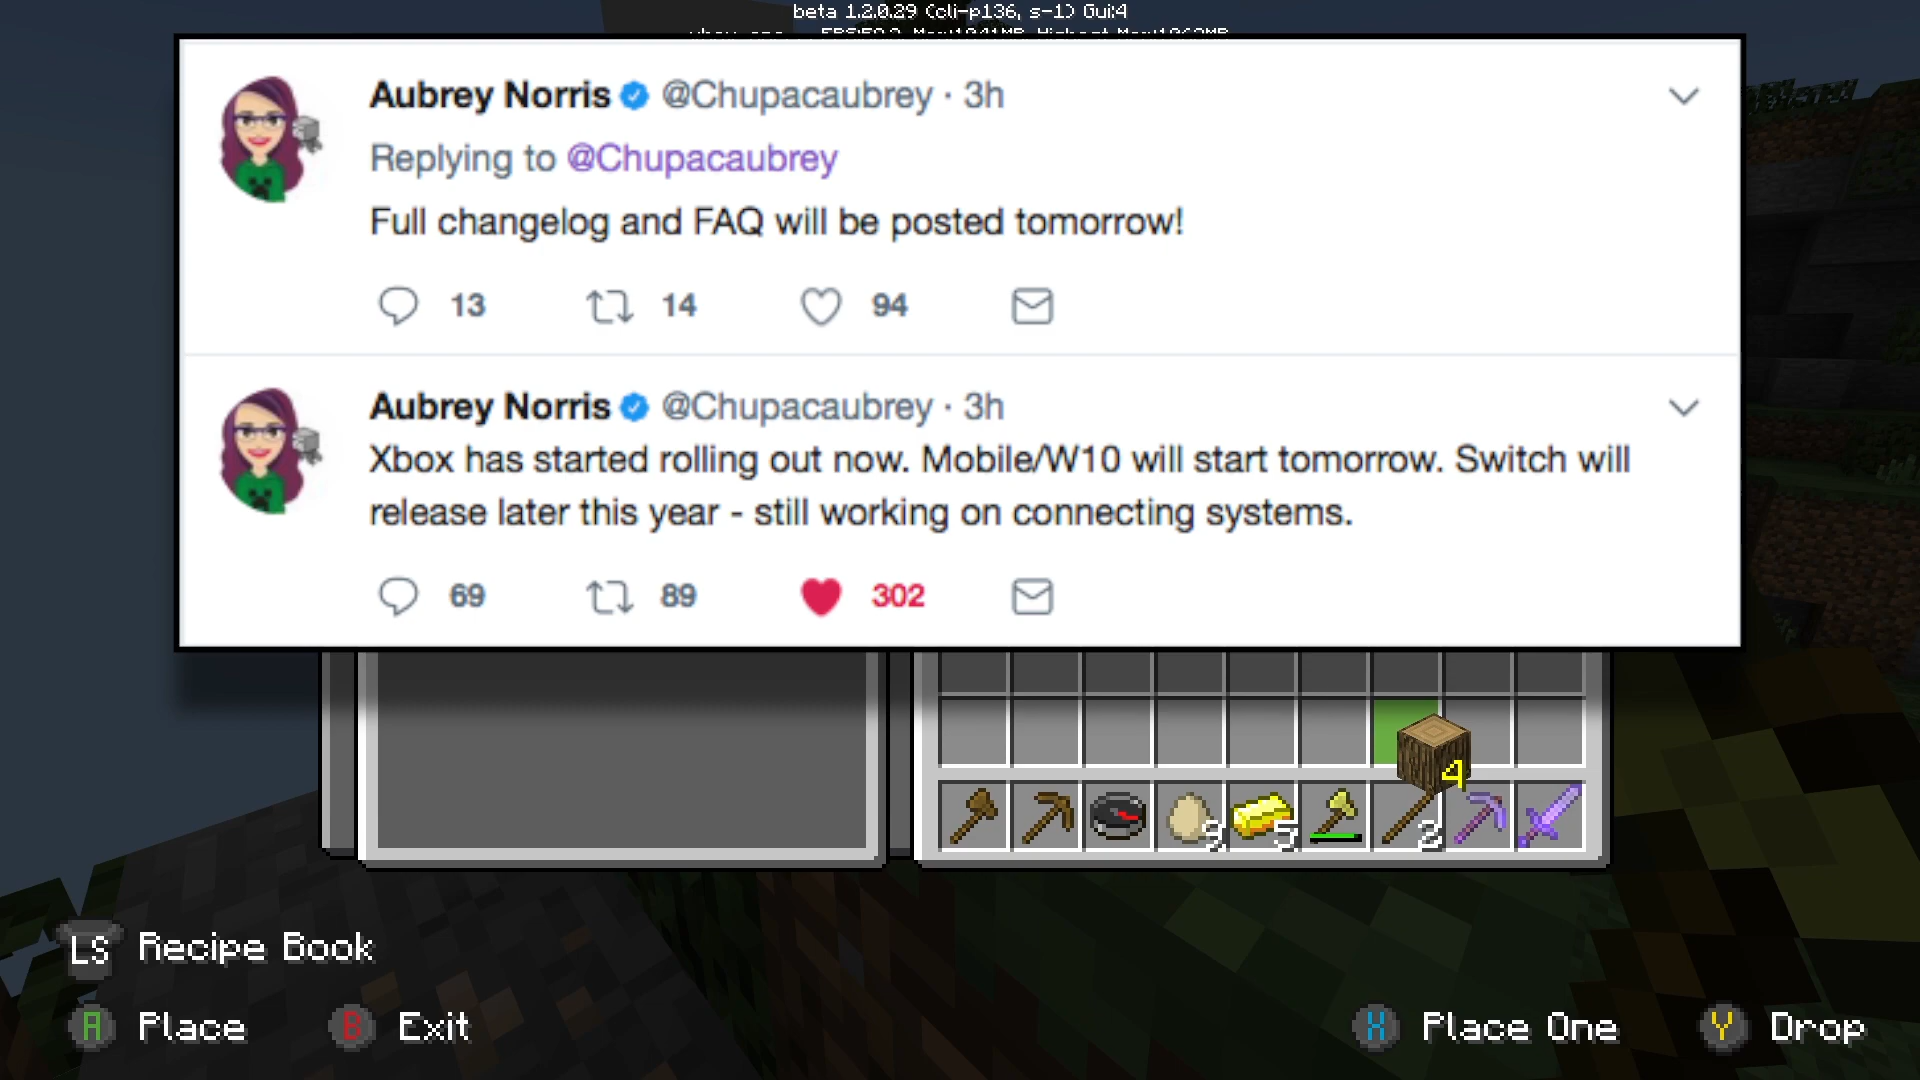 beta 1.2.0.29 (cli-p136, s-1) Gui:4
Aubrey Norris @Chupacaubrey · 3h
Replying to @Chupacaubrey
Full changelog and FAQ will be posted tomorrow!
13 14 94
Aubrey Norris @Chupacaubrey · 3h
Xbox has started rolling out now. Mobile/W10 will start tomorrow. Switch will
release later this year - still working on connecting systems.
69 89 302
4
9 5 3
LS Recipe Book
A Place B Exit X Place One Y Drop